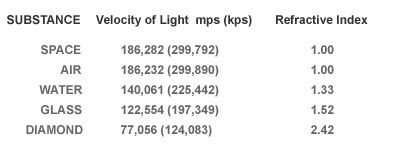 SUBSTANCE Velocity of Light mps (kps) Refractive Index
SPACE 186,282 (299,792) 1.00
AIR 186,232 (299,890) 1.00
WATER 140,061 (225,442) 1.33
GLASS 122,554 (197,349) 1.52
DIAMOND 77,056 (124,083) 2.42